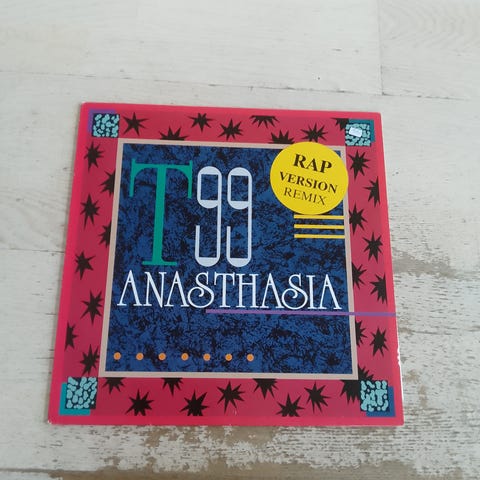 T99
ANASTHASIA
RAP
VERSION
REMIX